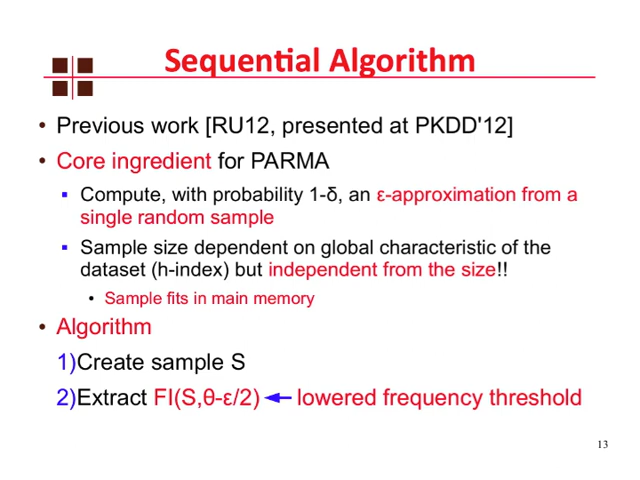 Sequential Algorithm
• Previous work [RU12, presented at PKDD'12]
• Core ingredient for PARMA
▪ Compute, with probability 1-δ, an ε-approximation from a
single random sample
▪ Sample size dependent on global characteristic of the
dataset (h-index) but independent from the size!!
• Sample fits in main memory
• Algorithm
1)Create sample S
2)Extract FI(S,θ-ε/2) ← lowered frequency threshold
13